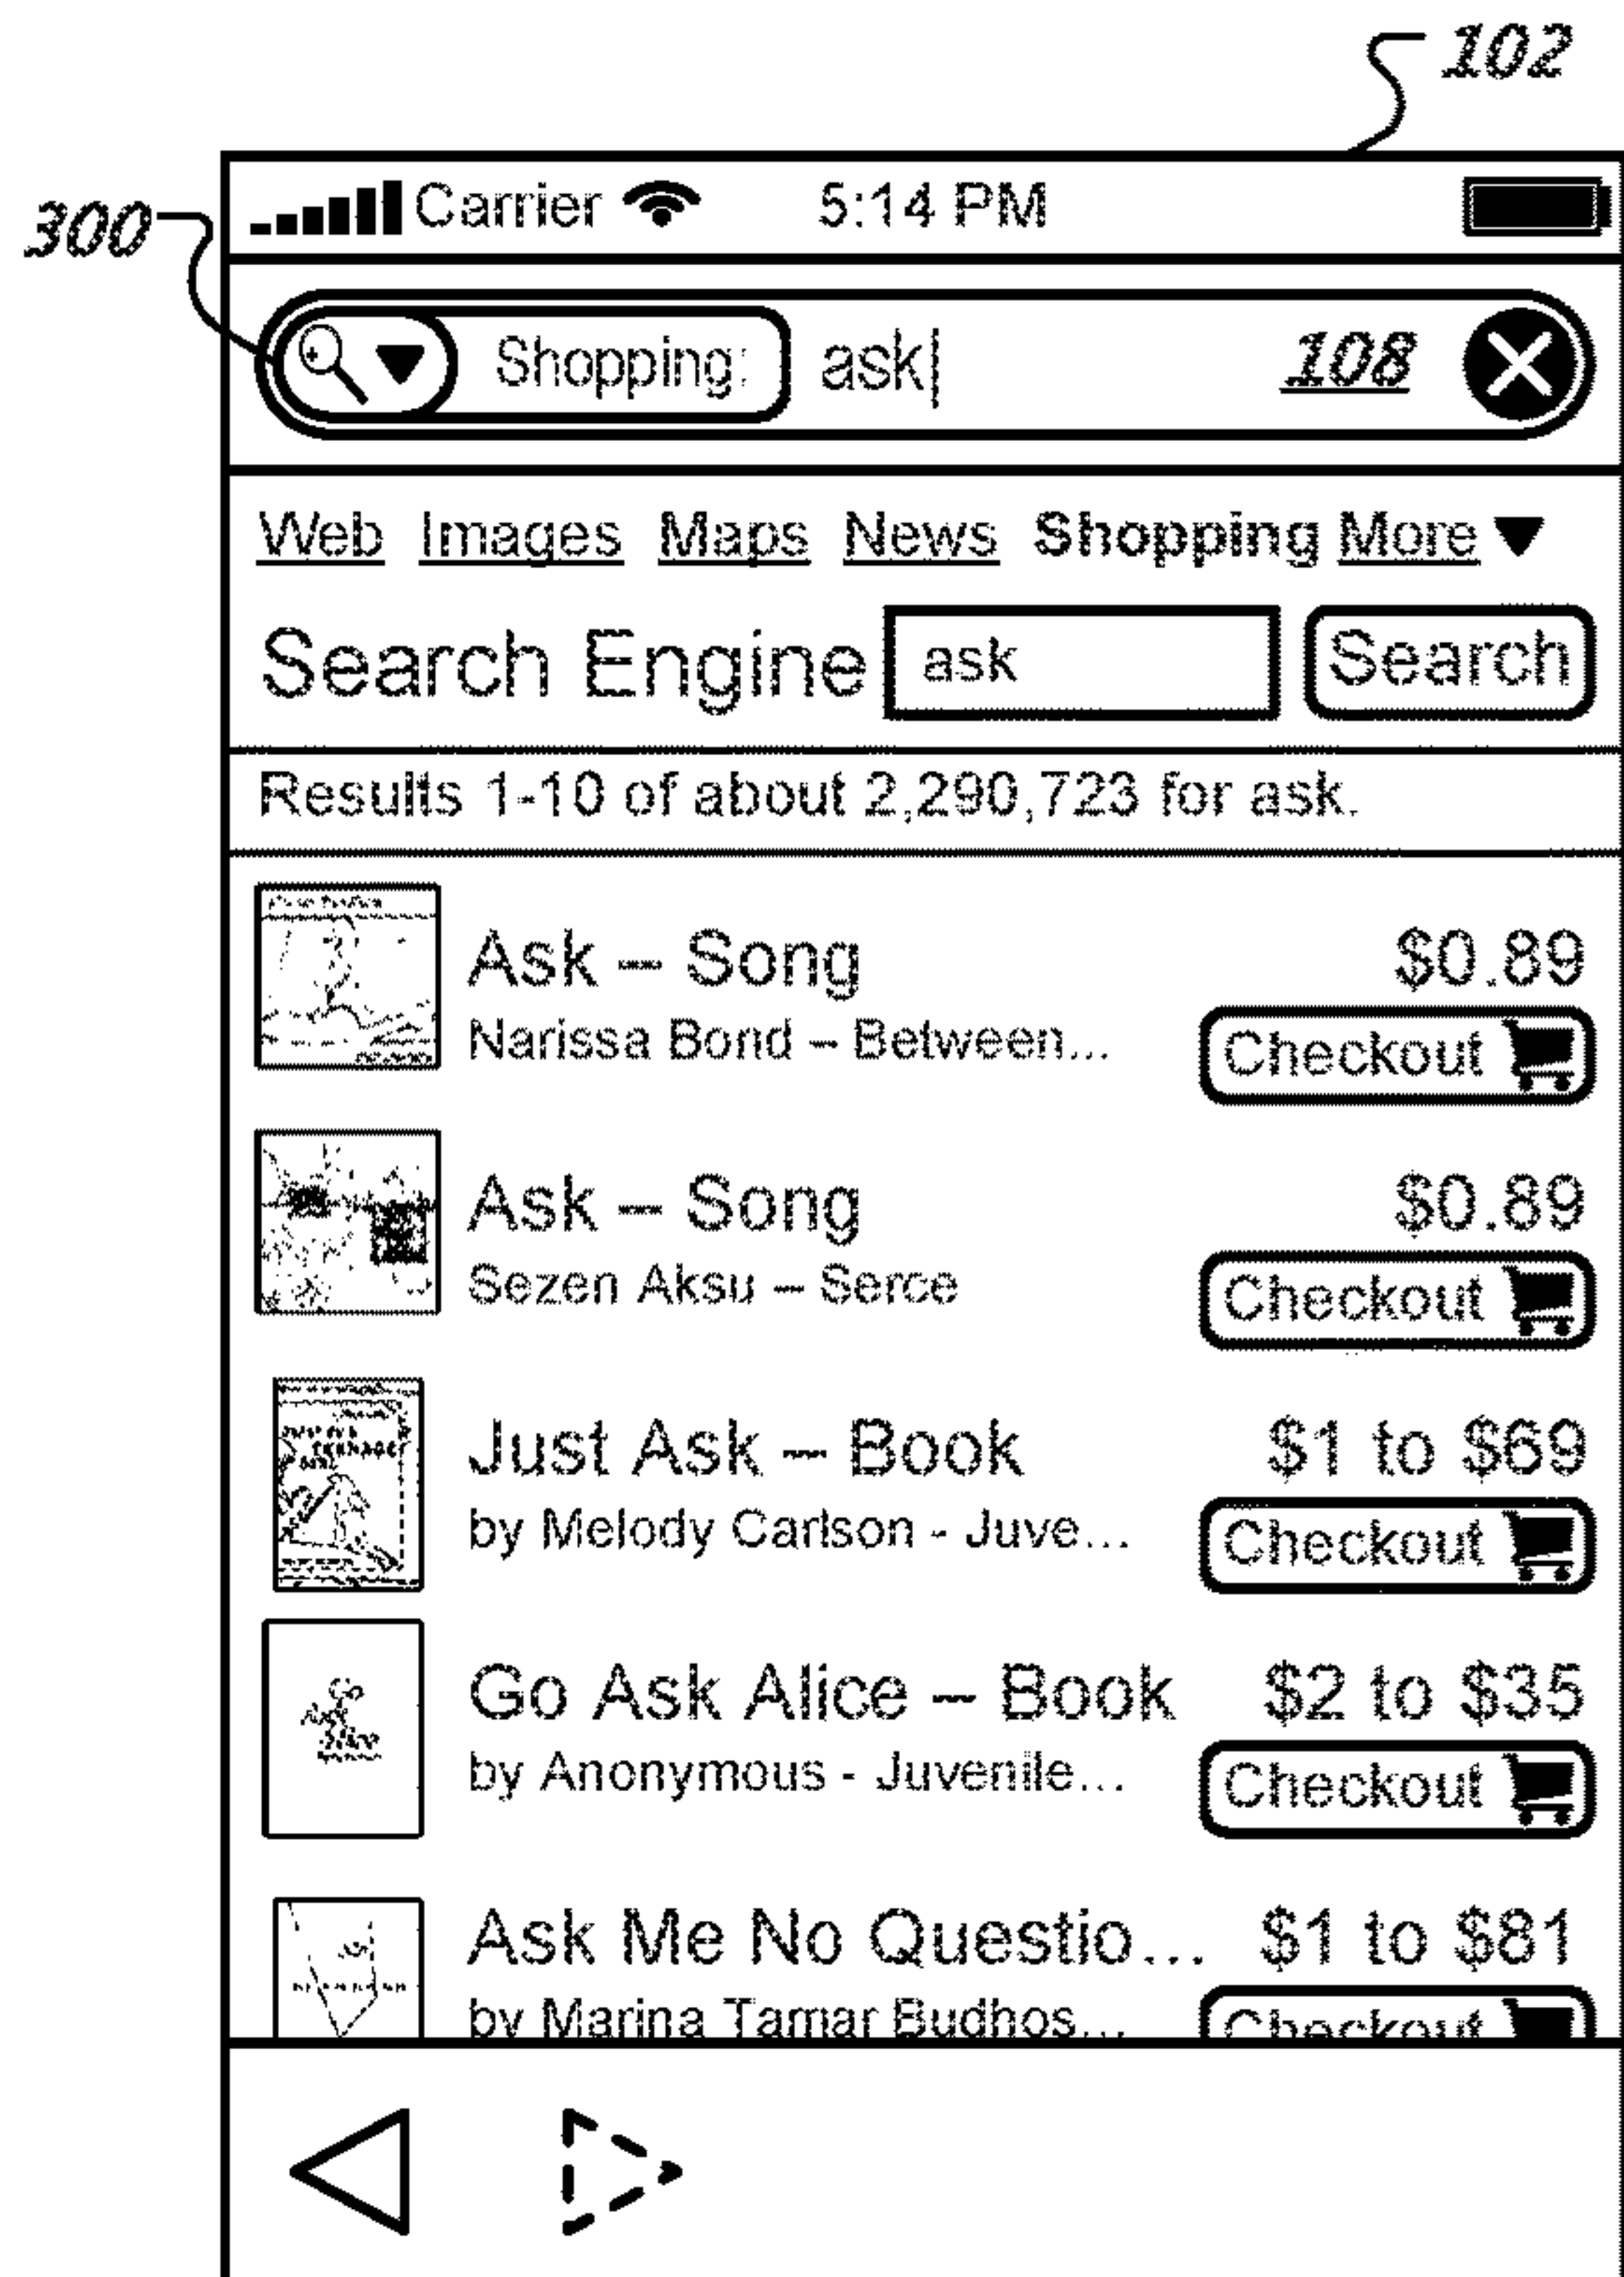 102
300
Carrier 5:14 PM
Shopping: ask 108
Web Images Maps News Shopping More
Search Engine ask Search
Results 1-10 of about 2,290,723 for ask.
Ask – Song $0.89
Narissa Bond – Between... Checkout
Ask – Song $0.89
Sezen Aksu – Serce Checkout
Just Ask – Book $1 to $69
by Melody Carlson - Juve... Checkout
Go Ask Alice – Book $2 to $35
by Anonymous - Juvenile... Checkout
Ask Me No Questio... $1 to $81
by Marina Tamar Budhos... Checkout